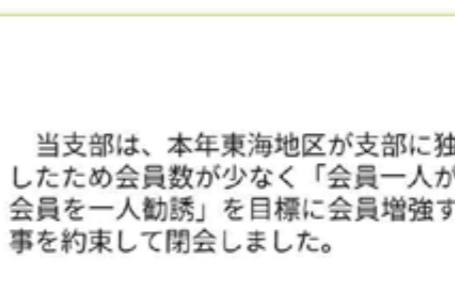 当支部は、本年東海地区が支部に独
したため会員数が少なく「会員一人が
会員を一人勧誘」を目標に会員増強す
事を約束して閉会しました。